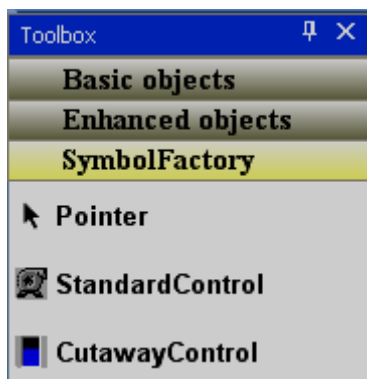 Toolbox
Basic objects
Enhanced objects
SymbolFactory
Pointer
StandardControl
CutawayControl